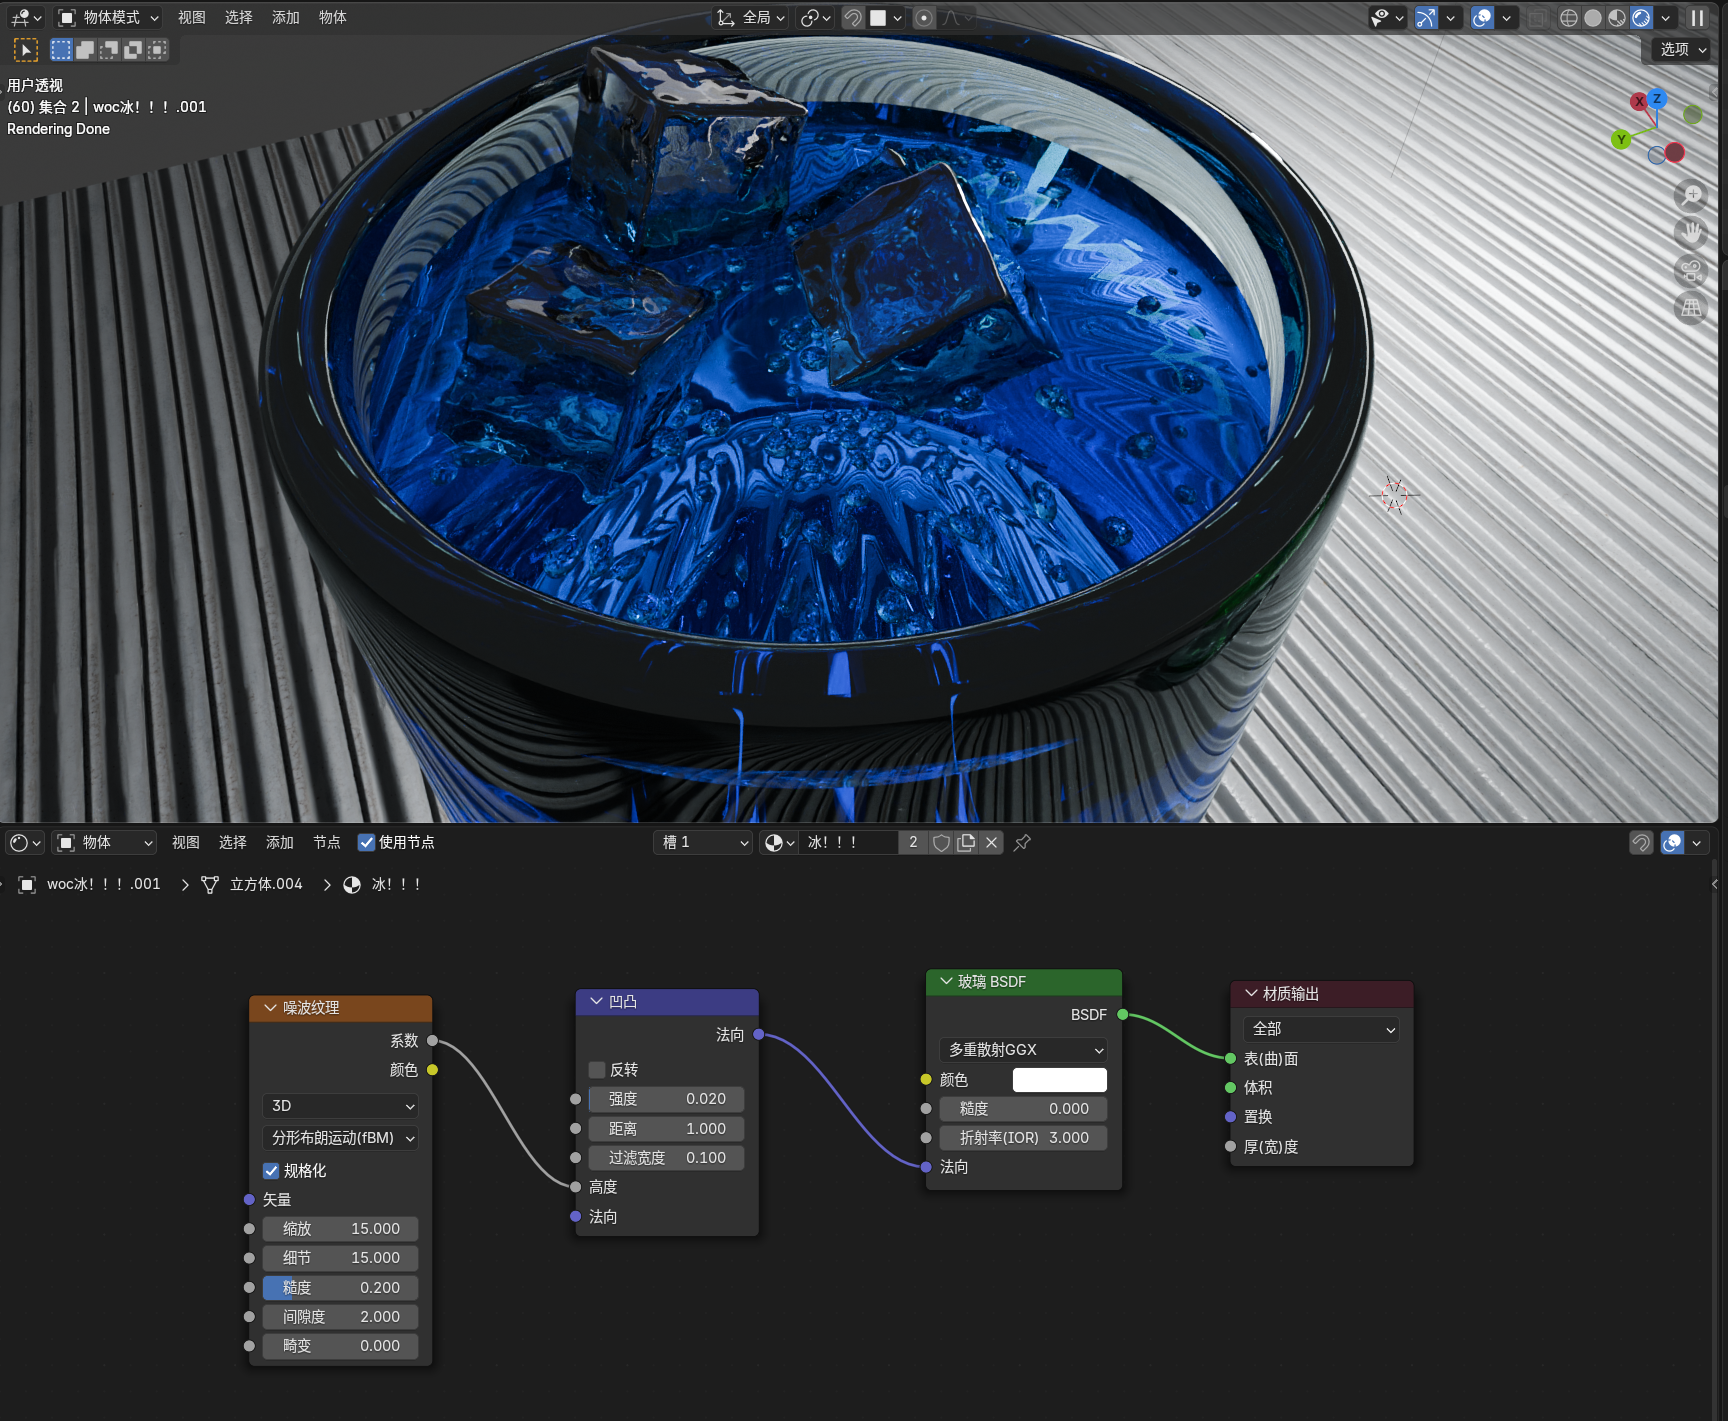 物体模式 视图 选择 添加 物体 全局
选项
用户透视
(60) 集合 2 | woc冰！！！.001
Rendering Done
X Z
Y
物体 视图 选择 添加 节点 使用节点 槽 1 冰！！！ 2
woc冰！！！.001 立方体.004 冰！！！
噪波纹理
系数
颜色
3D
分形布朗运动(fBM)
规格化
矢量
缩放 15.000
细节 15.000
糙度 0.200
间隙度 2.000
畸变 0.000
凹凸
法向
反转
强度 0.020
距离 1.000
过滤宽度 0.100
高度
法向
玻璃 BSDF
BSDF
多重散射GGX
颜色
糙度 0.000
折射率(IOR) 3.000
法向
材质输出
全部
表(曲)面
体积
置换
厚(宽)度